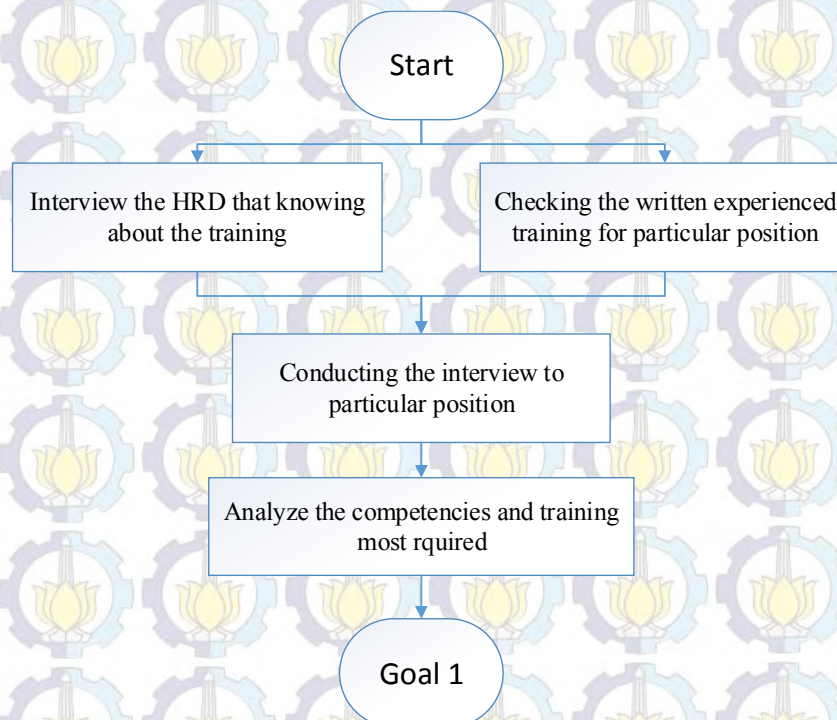 Start
Interview the HRD that knowing
about the training
Checking the written experienced
training for particular position
Conducting the interview to
particular position
Analyze the competencies and training
most rquired
Goal 1